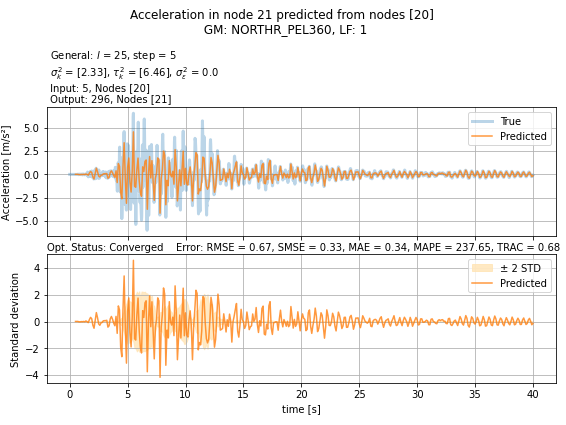 Acceleration in node 21 predicted from nodes [20]
GM: NORTHR_PEL360, LF: 1
General: l = 25, step = 5
σ²ₖ = [2.33], τ²ₖ = [6.46], σ²ε = 0.0
Input: 5, Nodes [20]
Output: 296, Nodes [21]
Acceleration [m/s²]
5.0
2.5
0.0
−2.5
−5.0
True
Predicted
Opt. Status: Converged Error: RMSE = 0.67, SMSE = 0.33, MAE = 0.34, MAPE = 237.65, TRAC = 0.68
Standard deviation
4
2
0
−2
−4
± 2 STD
Predicted
0 5 10 15 20 25 30 35 40
time [s]